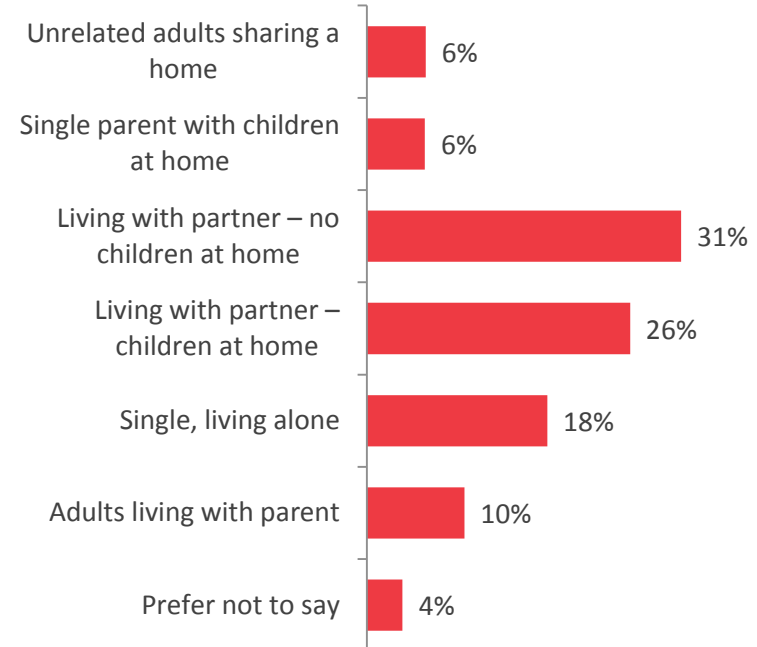 Unrelated adults sharing a
home
6%
Single parent with children
at home
6%
Living with partner – no
children at home
31%
Living with partner –
children at home
26%
Single, living alone
18%
Adults living with parent
10%
Prefer not to say
4%